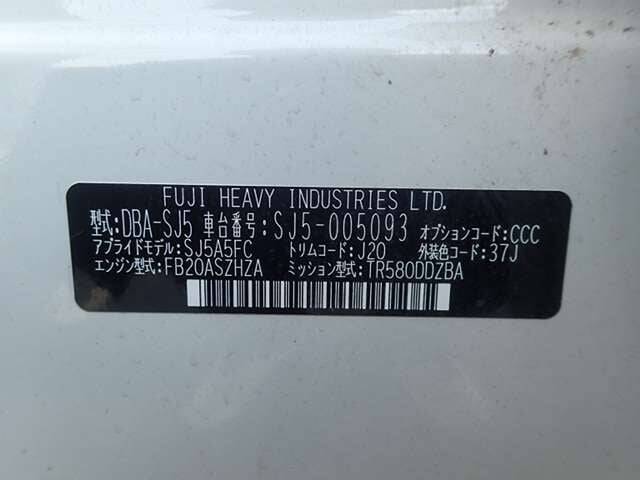 FUJI HEAVY INDUSTRIES LTD.
型式:DBA-SJ5 車台番号:SJ5-005093 オプションコード:CCC
アプライドモデル:SJ5A5FC トリムコード:J20 外装色コード:37J
エンジン型式:FB20ASZHZA ミッション型式:TR580DDZBA